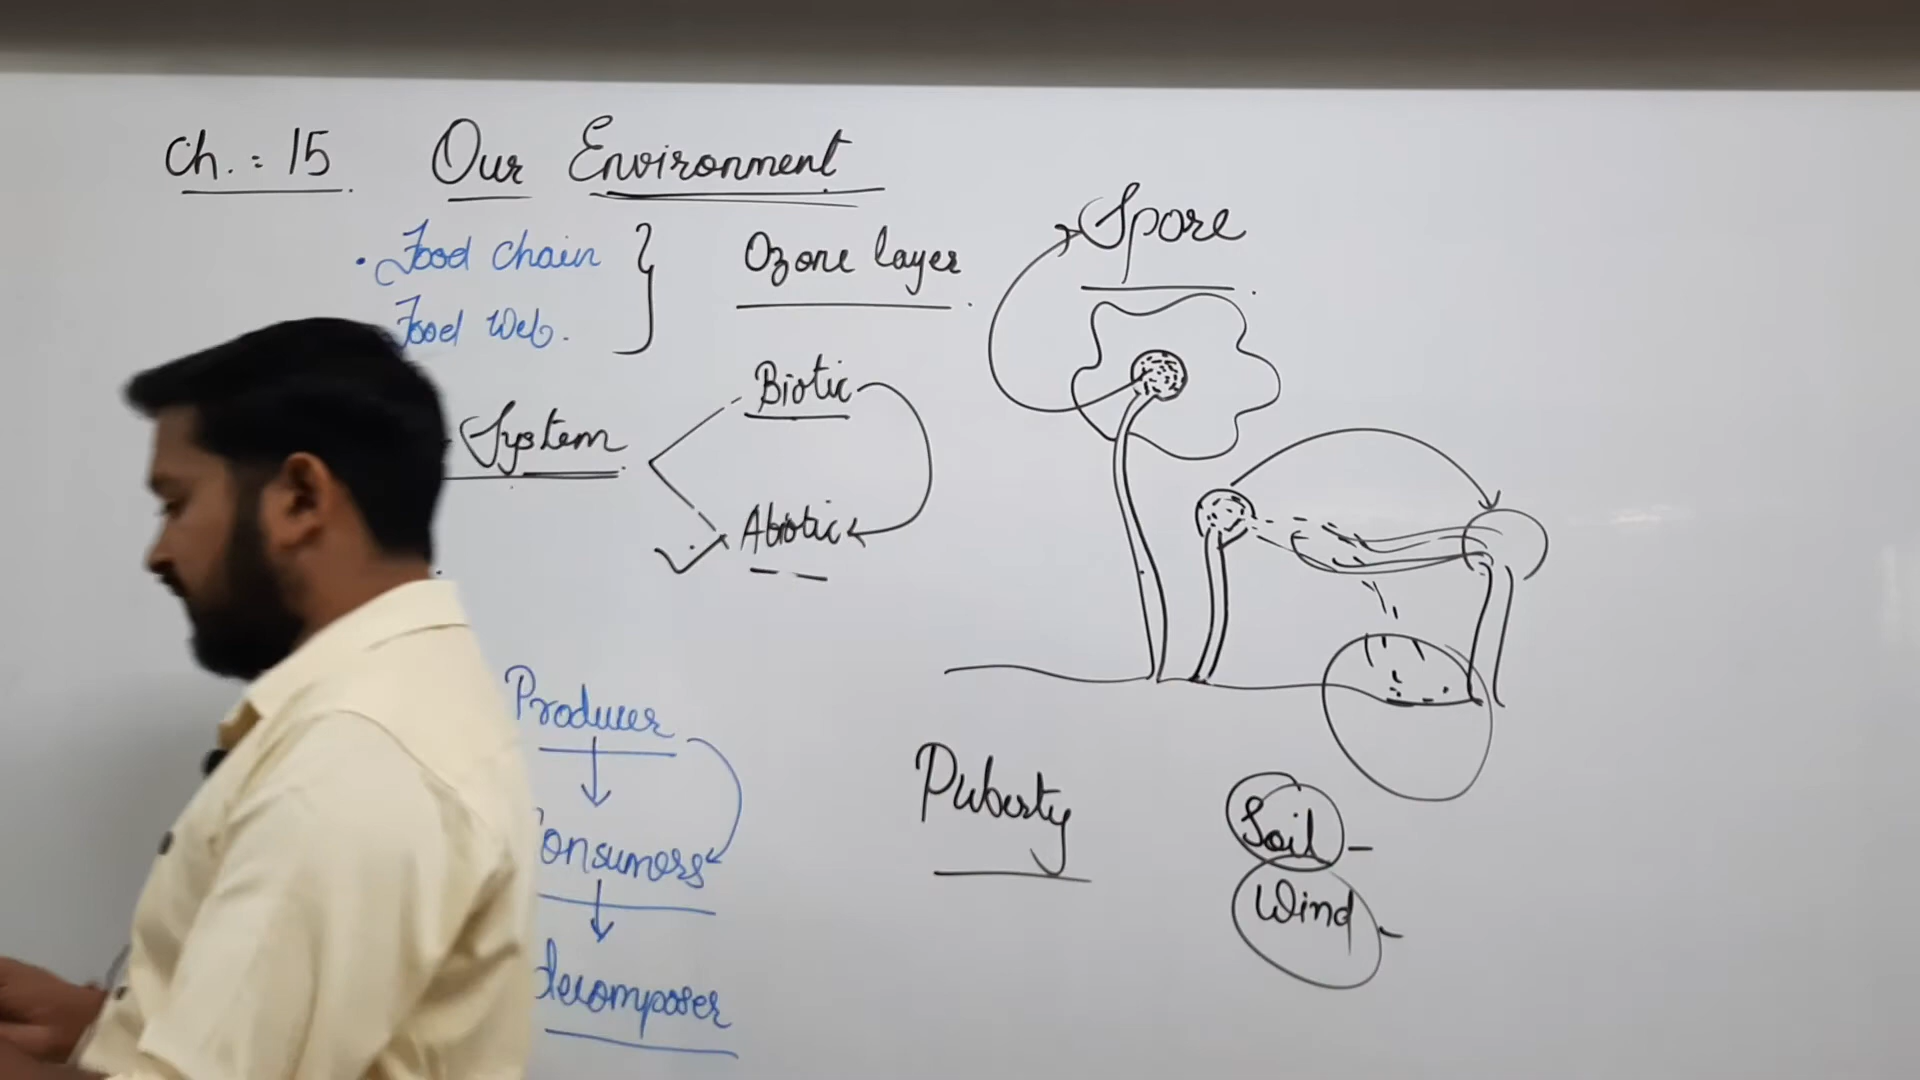 Ch. : 15 Our Environment
Food chain
Food Web.
Ozone layer
System
Biotic
Abiotic
Producer
Consumers
decomposer
Spore
Puberty
Soil -
Wind -